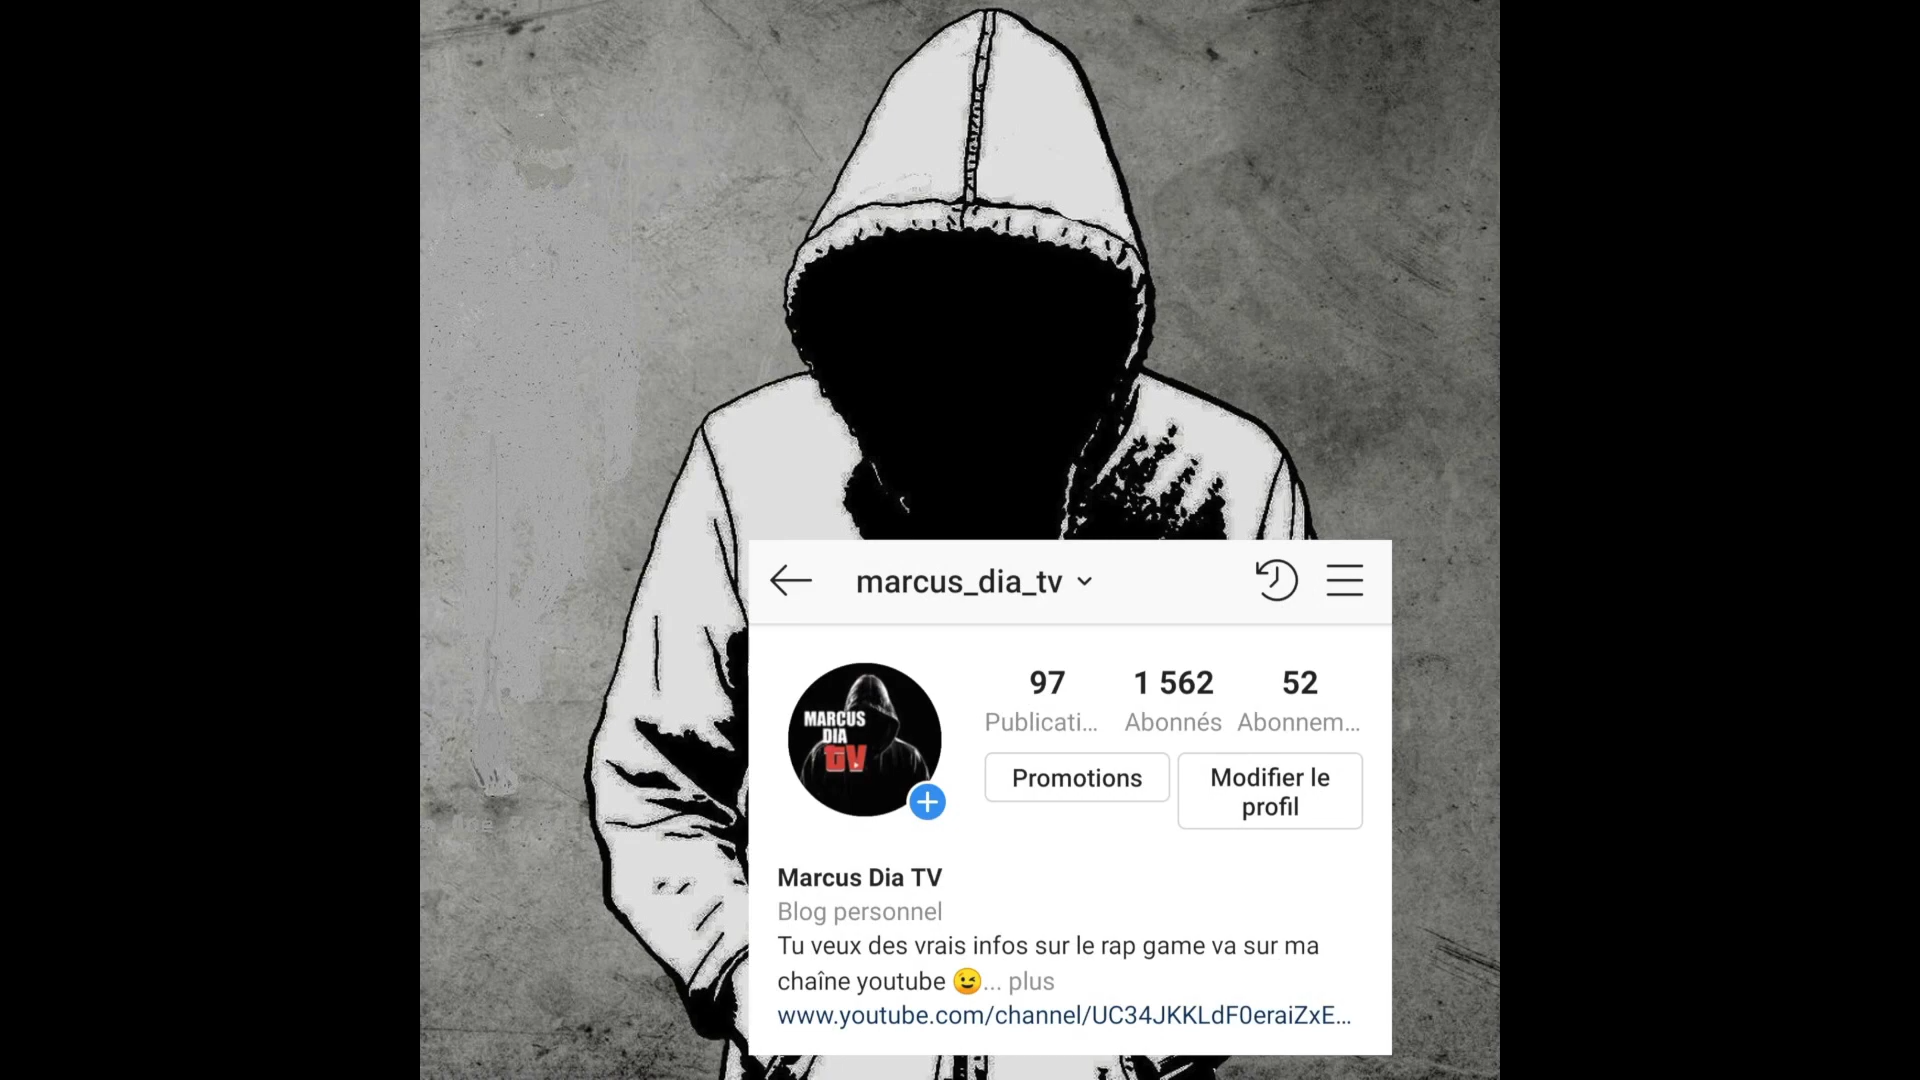 marcus_dia_tv
97 1 562 52
Publicati... Abonnés Abonnem...
MARCUS
DIA
tV
Promotions
Modifier le
profil
Marcus Dia TV
Blog personnel
Tu veux des vrais infos sur le rap game va sur ma
chaîne youtube 😉... plus
www.youtube.com/channel/UC34JKKLdF0eraiZxE...